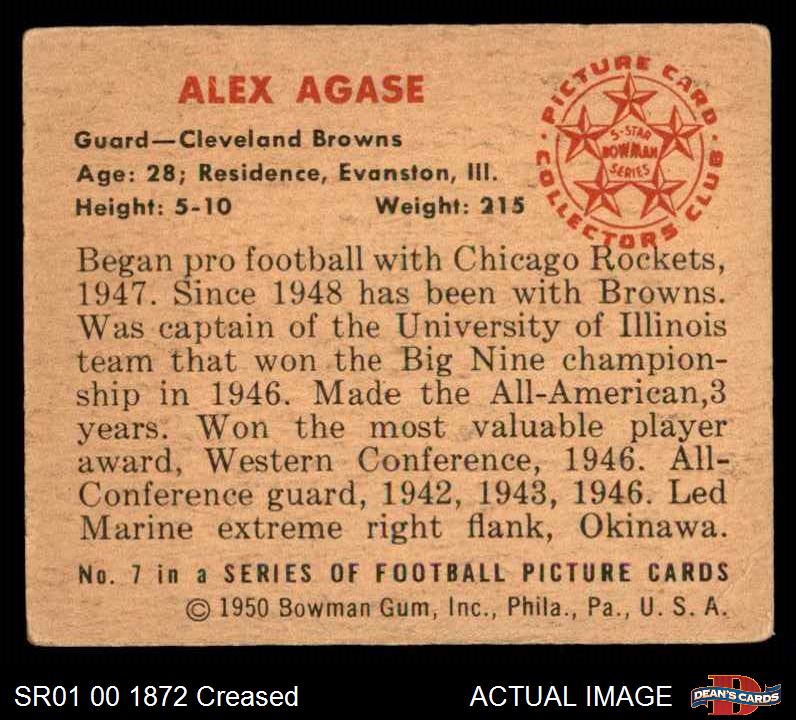 ALEX AGASE
Guard—Cleveland Browns
Age: 28; Residence, Evanston, Ill.
Height: 5-10 Weight: 215
PICTURE CARD
COLLECTORS CLUB
5-STAR
BOWMAN
SERIES
Began pro football with Chicago Rockets,
1947. Since 1948 has been with Browns.
Was captain of the University of Illinois
team that won the Big Nine champion-
ship in 1946. Made the All-American,3
years. Won the most valuable player
award, Western Conference, 1946. All-
Conference guard, 1942, 1943, 1946. Led
Marine extreme right flank, Okinawa.
No. 7 in a SERIES OF FOOTBALL PICTURE CARDS
© 1950 Bowman Gum, Inc., Phila., Pa., U. S. A.
SR01 00 1872 Creased
ACTUAL IMAGE
D
DEAN'S CARDS